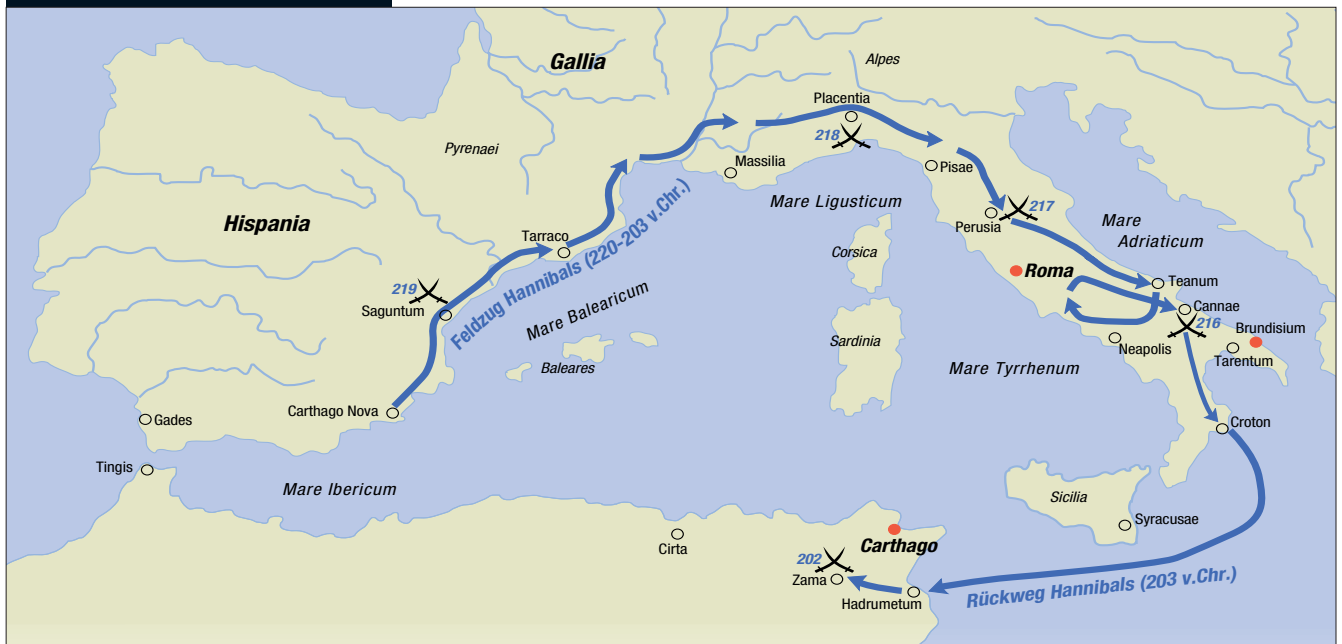 Gallia
Alpes
Placentia
218
Pyrenaei
Massilia
Pisae
Mare Ligusticum
217
Perusia
Mare
Adriaticum
Hispania
Tarraco
Corsica
Roma
Teanum
219
Saguntum
Feldzug Hannibals (220-203 v.Chr.)
Mare Balearicum
Cannae
216
Brundisium
Sardinia
Neapolis
Tarentum
Baleares
Mare Tyrrhenum
Carthago Nova
Gades
Croton
Tingis
Mare Ibericum
Sicilia
Syracusae
Cirta
Carthago
202
Zama
Hadrumetum
Rückweg Hannibals (203 v.Chr.)